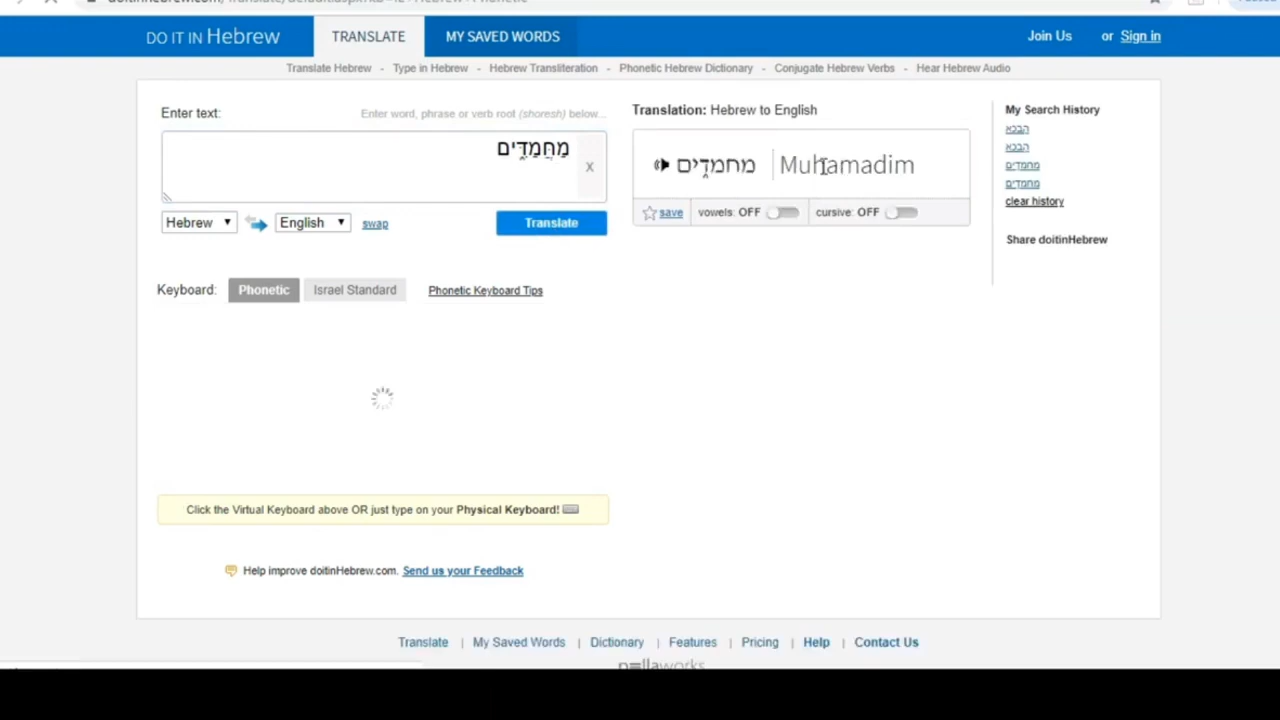 DO IT IN Hebrew
TRANSLATE
MY SAVED WORDS
Join Us or Sign in
Translate Hebrew - Type in Hebrew - Hebrew Transliteration - Phonetic Hebrew Dictionary - Conjugate Hebrew Verbs - Hear Hebrew Audio
Enter text:
Enter word, phrase or verb root (shoresh) below...
מַחֲּמַדִּים
x
Hebrew
English
swap
Translate
Translation: Hebrew to English
מחמדים
Muhamadim
save
vowels: OFF
cursive: OFF
My Search History
הבכא
הבכא
מחמדים
מחמדים
clear history
Share doitinHebrew
Keyboard: Phonetic Israel Standard Phonetic Keyboard Tips
Click the Virtual Keyboard above OR just type on your Physical Keyboard!
Help improve doitinHebrew.com. Send us your Feedback
Translate | My Saved Words | Dictionary | Features | Pricing | Help | Contact Us